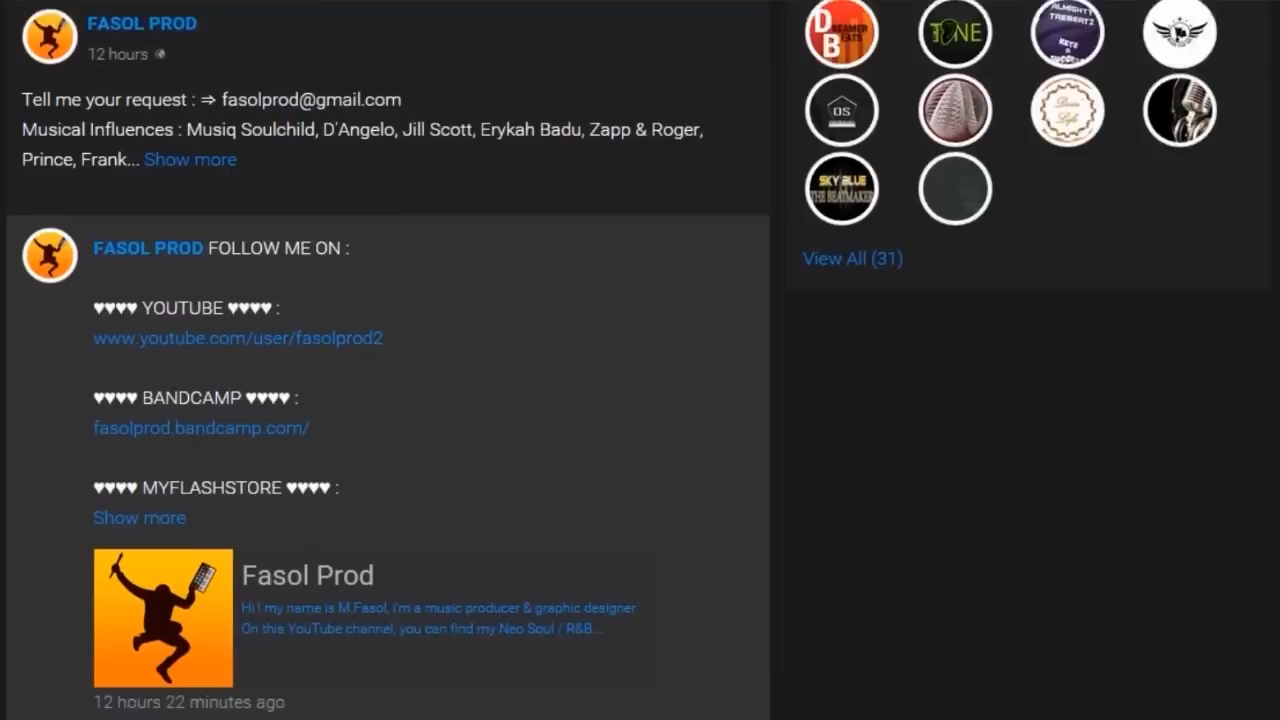 FASOL PROD
12 hours
Tell me your request : ⇒ fasolprod@gmail.com
Musical Influences : Musiq Soulchild, D'Angelo, Jill Scott, Erykah Badu, Zapp & Roger,
Prince, Frank... Show more
FASOL PROD FOLLOW ME ON :
♥♥♥♥ YOUTUBE ♥♥♥♥ :
www.youtube.com/user/fasolprod2
♥♥♥♥ BANDCAMP ♥♥♥♥ :
fasolprod.bandcamp.com/
♥♥♥♥ MYFLASHSTORE ♥♥♥♥ :
Show more
Fasol Prod
Hi ! my name is M.Fasol, i'm a music producer & graphic designer
On this YouTube channel, you can find my Neo Soul / R&B...
12 hours 22 minutes ago
DB
ALMIGHTY
TREBEATZ
KEYZ
OS
SKY BLUE
THE BEATMAKER
View All (31)